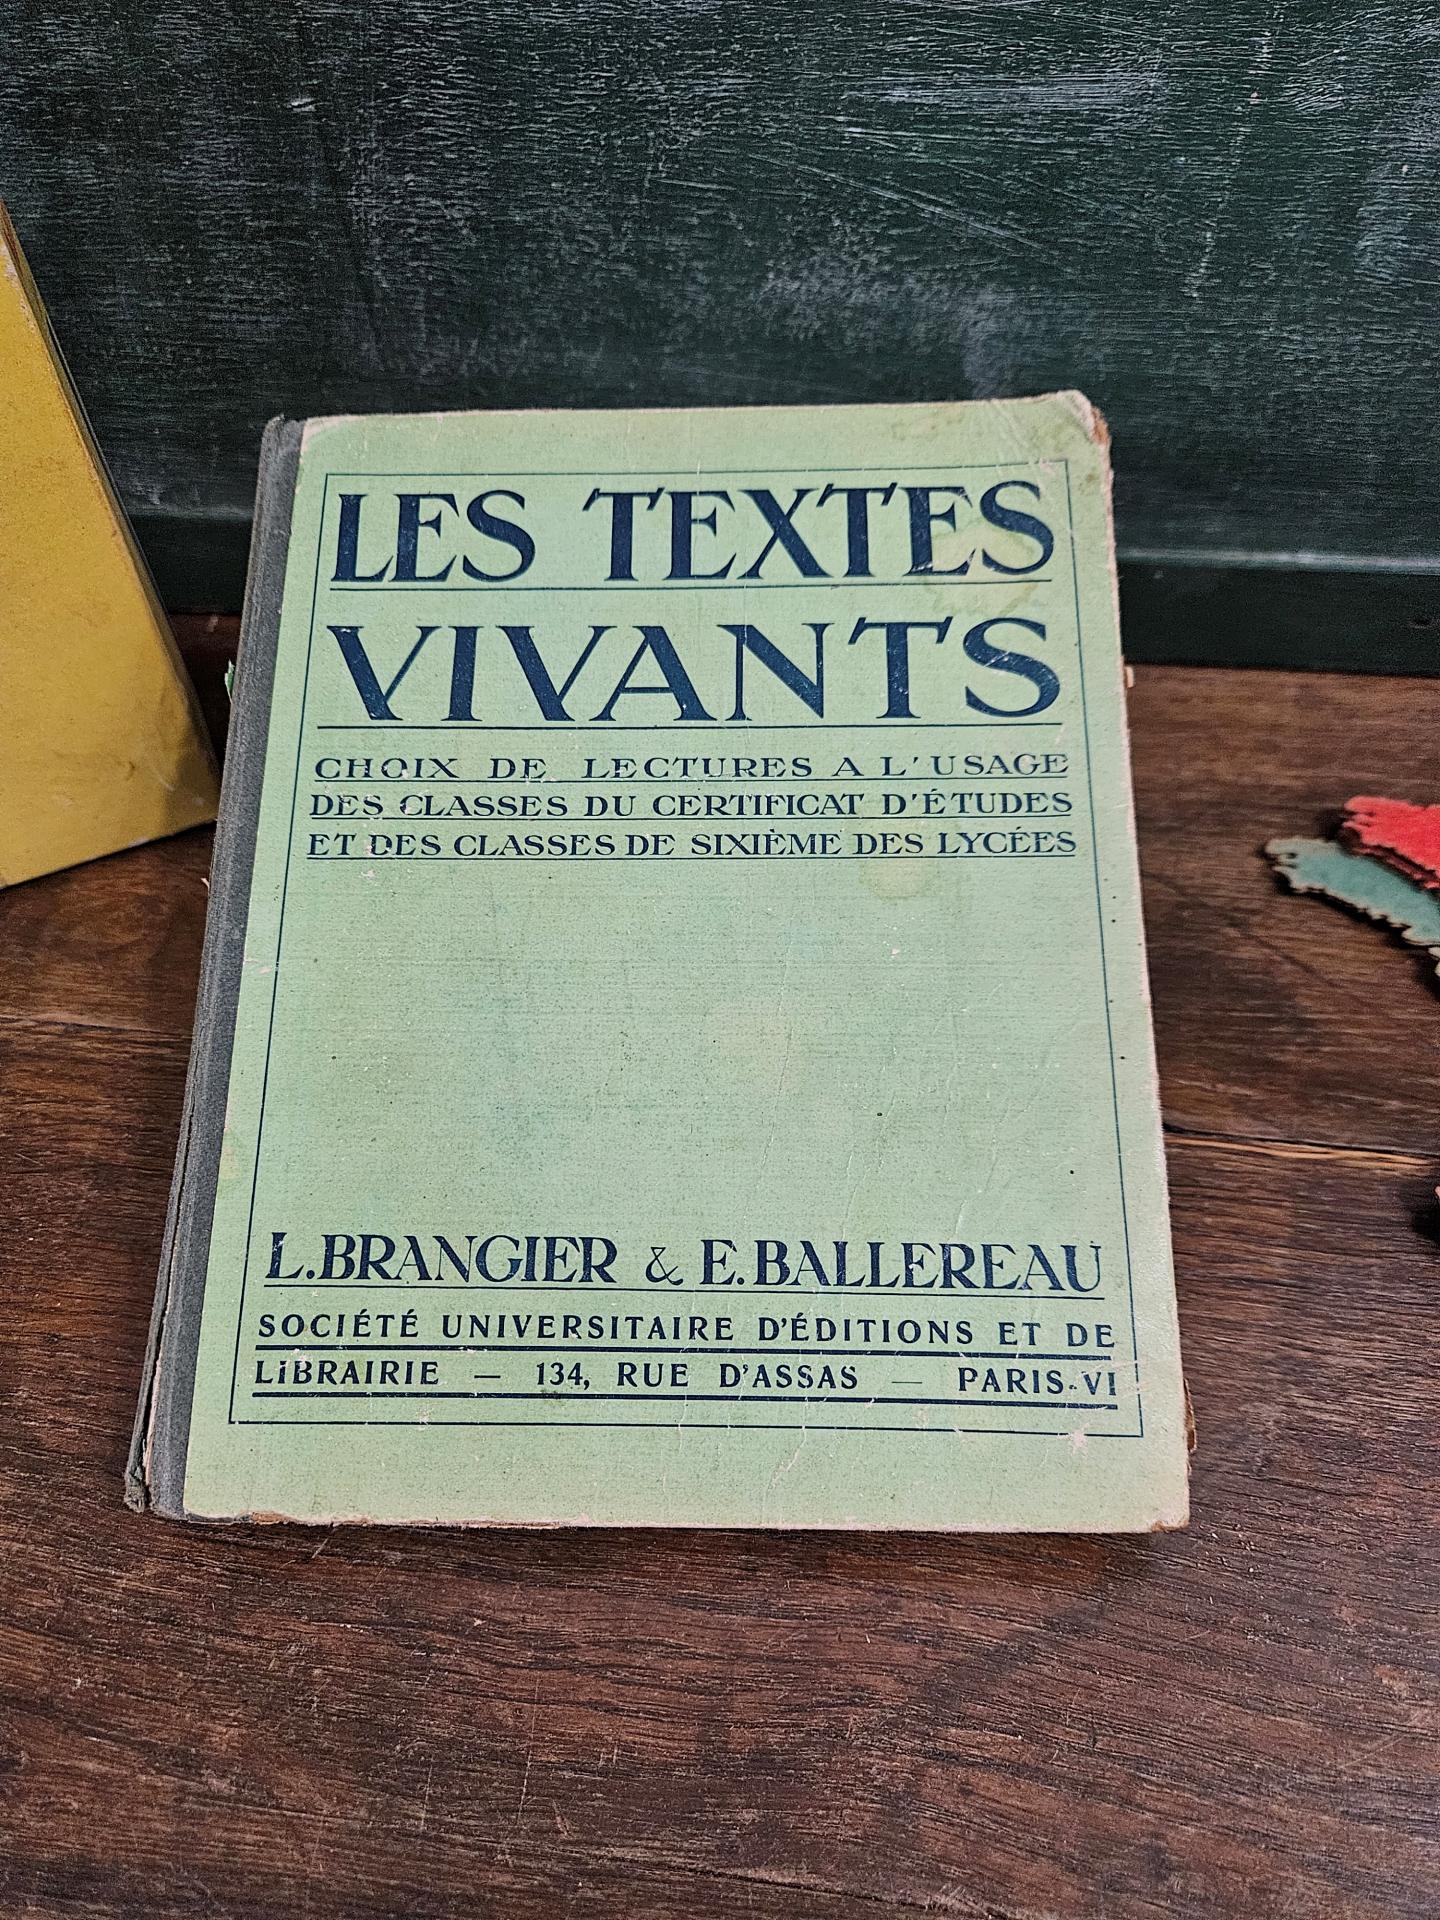 LES TEXTES
VIVANTS
CHOIX DE LECTURES A L'USAGE
DES CLASSES DU CERTIFICAT D'ÉTUDES
ET DES CLASSES DE SIXIÈME DES LYCÉES
L. BRANGIER & E. BALLEREAU
SOCIÉTÉ UNIVERSITAIRE D'ÉDITIONS ET DE
LIBRAIRIE — 134, RUE D'ASSAS — PARIS-VI